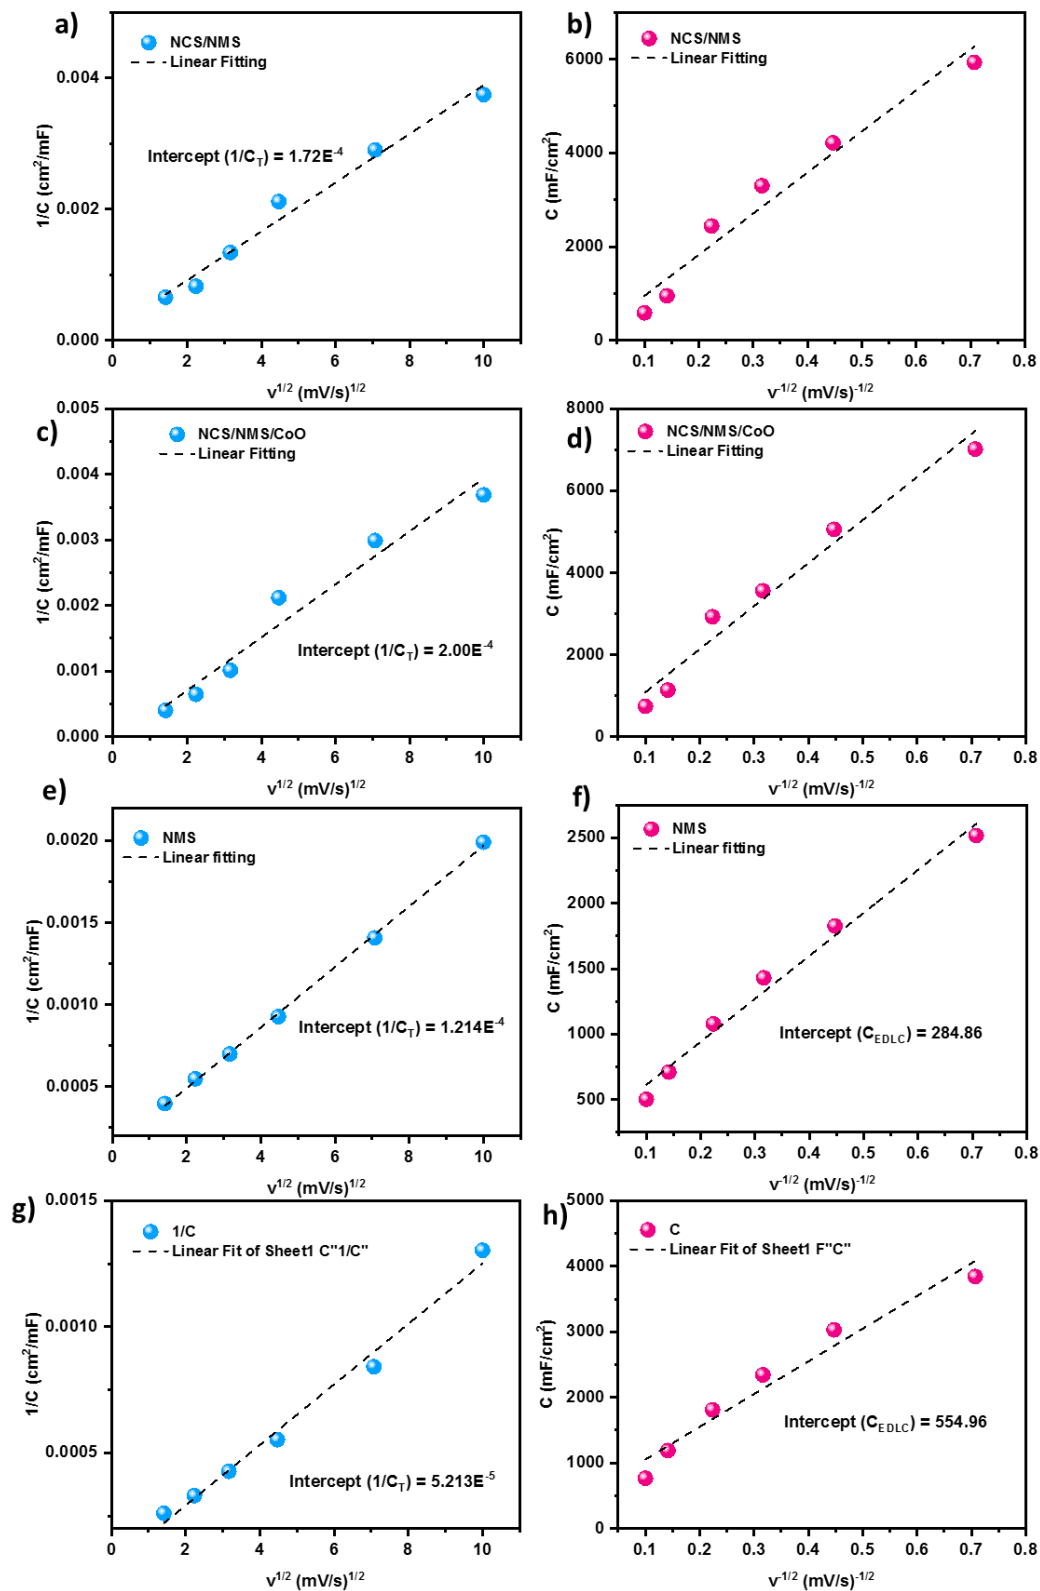 a)
NCS/NMS
Linear Fitting
Intercept (1/C_T) = 1.72E^-4
0.004
0.002
0.000
1/C (cm²/mF)
0 2 4 6 8 10
v^1/2 (mV/s)^1/2
b)
NCS/NMS
Linear Fitting
6000
4000
2000
0
C (mF/cm²)
0.1 0.2 0.3 0.4 0.5 0.6 0.7 0.8
v^-1/2 (mV/s)^-1/2
c)
NCS/NMS/CoO
Linear Fitting
Intercept (1/C_T) = 2.00E^-4
0.005
0.004
0.003
0.002
0.001
0.000
1/C (cm²/mF)
0 2 4 6 8 10
v^1/2 (mV/s)^1/2
d)
NCS/NMS/CoO
Linear Fitting
8000
6000
4000
2000
0
C (mF/cm²)
0.1 0.2 0.3 0.4 0.5 0.6 0.7 0.8
v^-1/2 (mV/s)^-1/2
e)
NMS
Linear fitting
Intercept (1/C_T) = 1.214E^-4
0.0020
0.0015
0.0010
0.0005
1/C (cm²/mF)
0 2 4 6 8 10
v^1/2 (mV/s)^1/2
f)
NMS
Linear fitting
Intercept (C_EDLC) = 284.86
2500
2000
1500
1000
500
C (mF/cm²)
0.1 0.2 0.3 0.4 0.5 0.6 0.7 0.8
v^-1/2 (mV/s)^-1/2
g)
1/C
Linear Fit of Sheet1 C"1/C"
Intercept (1/C_T) = 5.213E^-5
0.0015
0.0010
0.0005
1/C (cm²/mF)
0 2 4 6 8 10
v^1/2 (mV/s)^1/2
h)
C
Linear Fit of Sheet1 F"C"
Intercept (C_EDLC) = 554.96
5000
4000
3000
2000
1000
0
C (mF/cm²)
0.1 0.2 0.3 0.4 0.5 0.6 0.7 0.8
v^-1/2 (mV/s)^-1/2